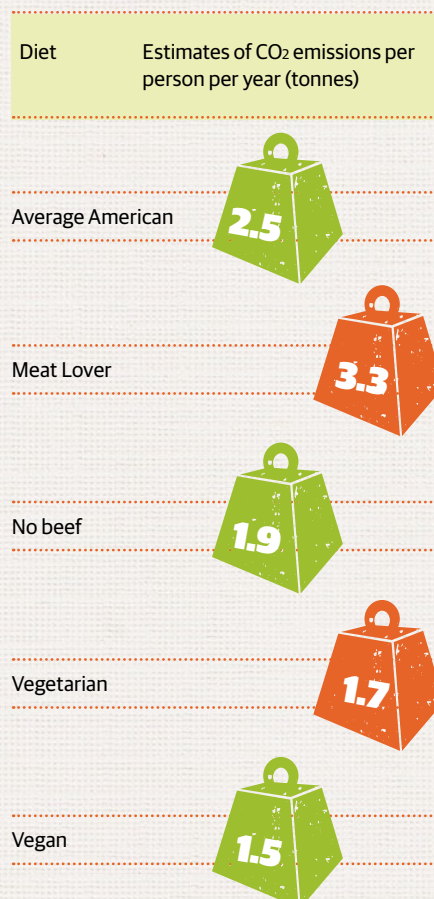 Diet
Estimates of CO₂ emissions per
person per year (tonnes)
Average American
2.5
Meat Lover
3.3
No beef
1.9
Vegetarian
1.7
Vegan
1.5